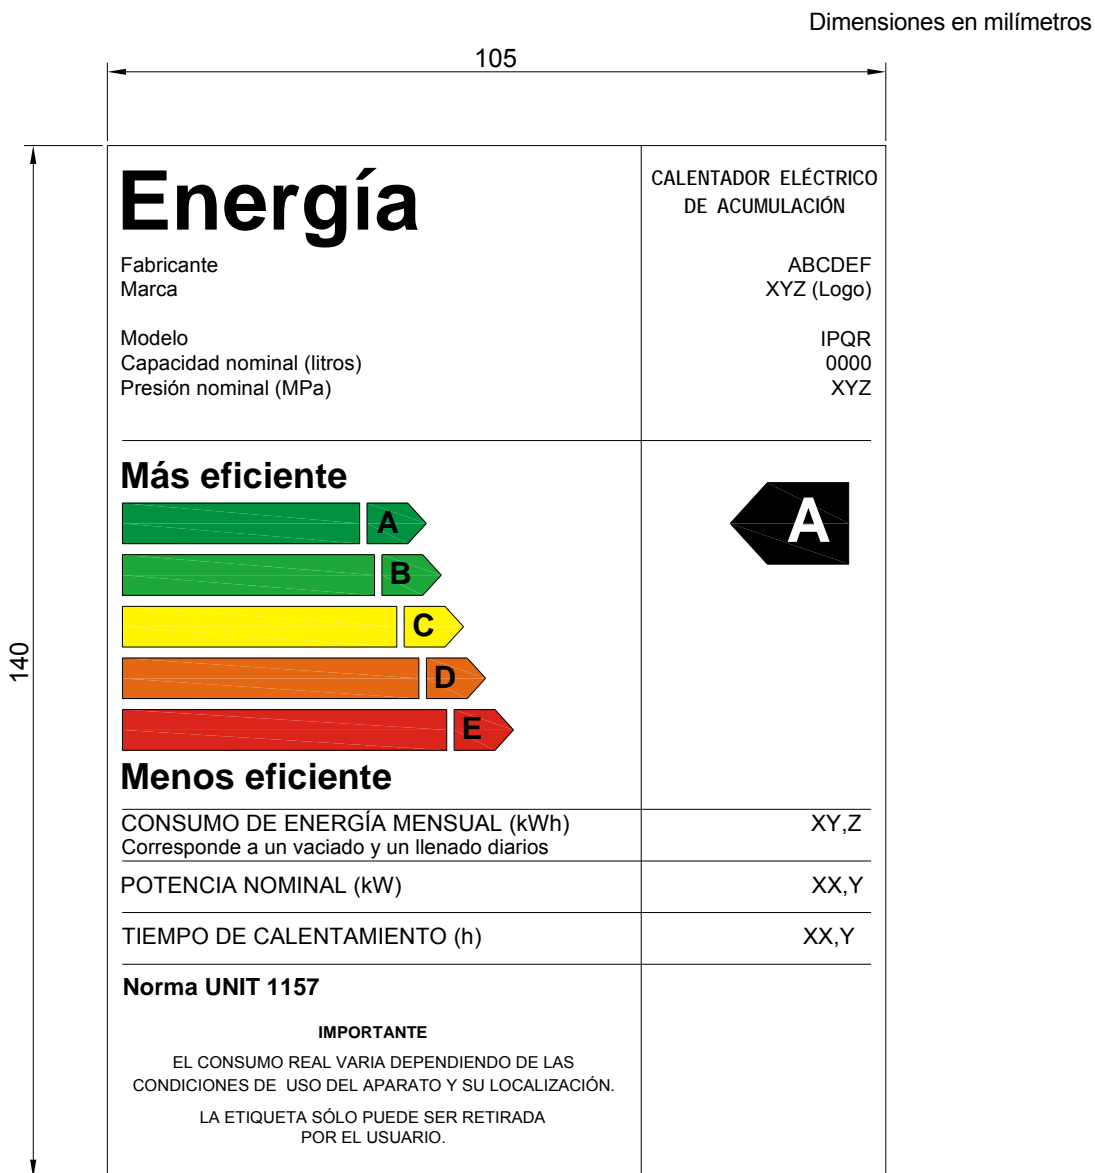 Dimensiones en milímetros
105
140
Energía
CALENTADOR ELÉCTRICO
DE ACUMULACIÓN
Fabricante ABCDEF
Marca XYZ (Logo)
Modelo IPQR
Capacidad nominal (litros) 0000
Presión nominal (MPa) XYZ
Más eficiente
A A
B
C
D
E
Menos eficiente
CONSUMO DE ENERGÍA MENSUAL (kWh) XY,Z
Corresponde a un vaciado y un llenado diarios
POTENCIA NOMINAL (kW) XX,Y
TIEMPO DE CALENTAMIENTO (h) XX,Y
Norma UNIT 1157
IMPORTANTE
EL CONSUMO REAL VARIA DEPENDIENDO DE LAS
CONDICIONES DE USO DEL APARATO Y SU LOCALIZACIÓN.
LA ETIQUETA SÓLO PUEDE SER RETIRADA
POR EL USUARIO.